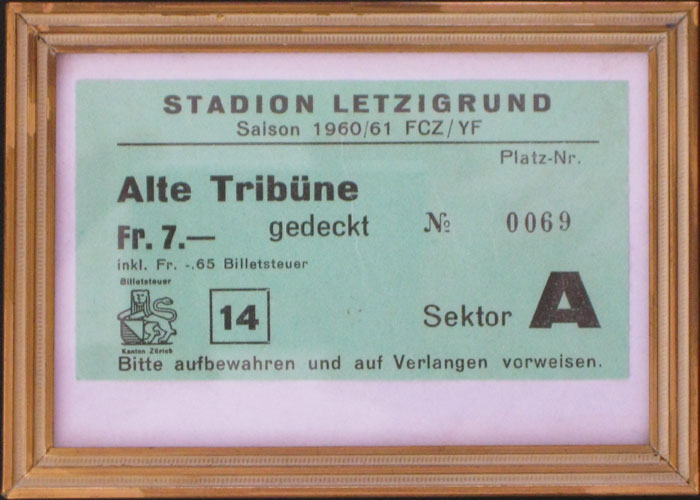 STADION LETZIGRUND
Saison 1960/61 FCZ/YF
Platz-Nr.
Alte Tribüne
Fr. 7.— gedeckt № 0069
inkl. Fr. -.65 Billetsteuer
Billetsteuer
14 Sektor A
Kanton Zürich
Bitte aufbewahren und auf Verlangen vorweisen.